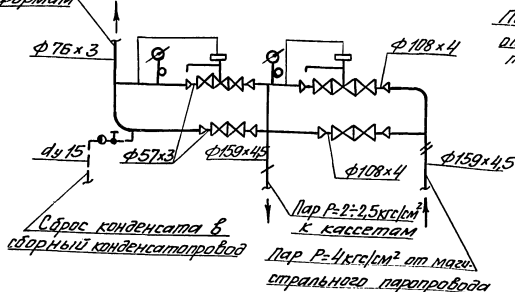 ф76×3
ф108×4
dу15
ф57×3
ф159×4,5
ф108×4
ф159×4,5
Сброс конденсата в
сборный конденсатопровод
Пар Р=2÷2,5кгс/см²
к кассетам
Пар Р=4кгс/см² от маги-
стрального паропровода